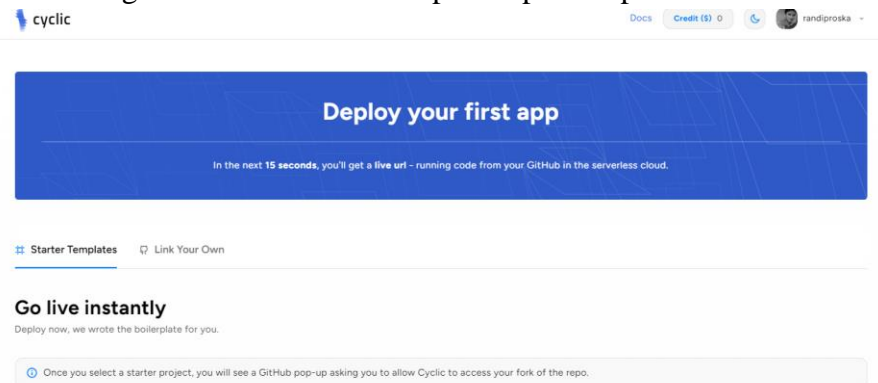 cyclic
Docs Credit ($) 0 randiproska
Deploy your first app
In the next 15 seconds, you'll get a live url - running code from your GitHub in the serverless cloud.
Starter Templates Link Your Own
Go live instantly
Deploy now, we wrote the boilerplate for you.
Once you select a starter project, you will see a GitHub pop-up asking you to allow Cyclic to access your fork of the repo.